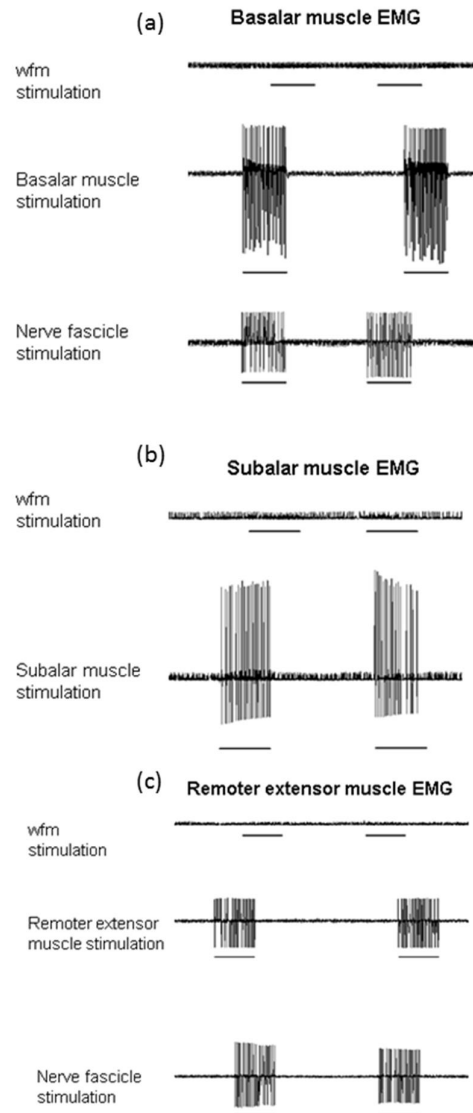 (a)
Basalar muscle EMG
wfm
stimulation
Basalar muscle
stimulation
Nerve fascicle
stimulation
(b)
Subalar muscle EMG
wfm
stimulation
Subalar muscle
stimulation
(c)
Remoter extensor muscle EMG
wfm
stimulation
Remoter extensor
muscle stimulation
Nerve fascicle
stimulation